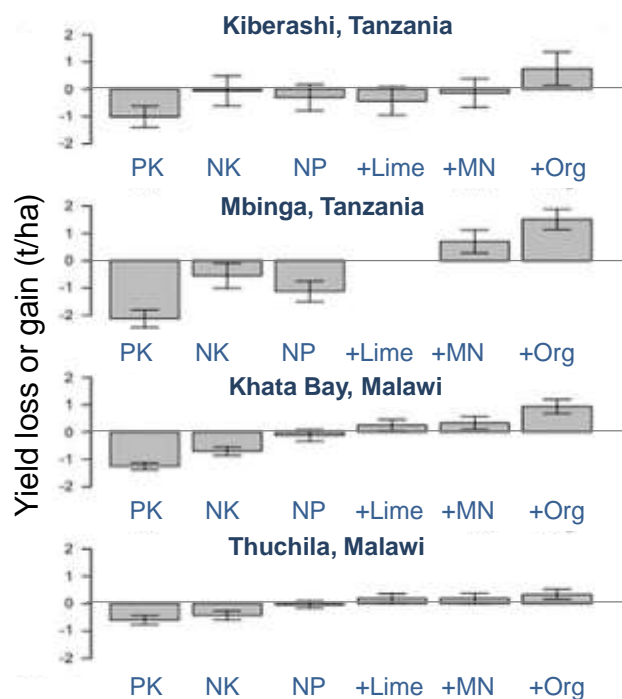 Yield loss or gain (t/ha)
Kiberashi, Tanzania
2
1
0
-1
-2
PK NK NP +Lime +MN +Org
Mbinga, Tanzania
2
1
0
-1
-2
PK NK NP +Lime +MN +Org
Khata Bay, Malawi
2
1
0
-1
-2
PK NK NP +Lime +MN +Org
Thuchila, Malawi
2
1
0
-1
-2
PK NK NP +Lime +MN +Org